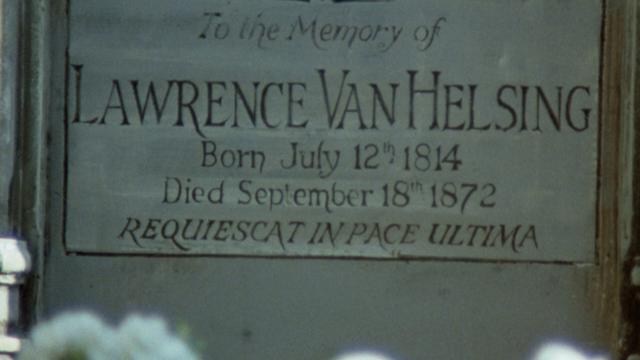 To the Memory of
LAWRENCE VAN HELSING
Born July 12th 1814
Died September 18th 1872
REQUIESCAT IN PACE ULTIMA